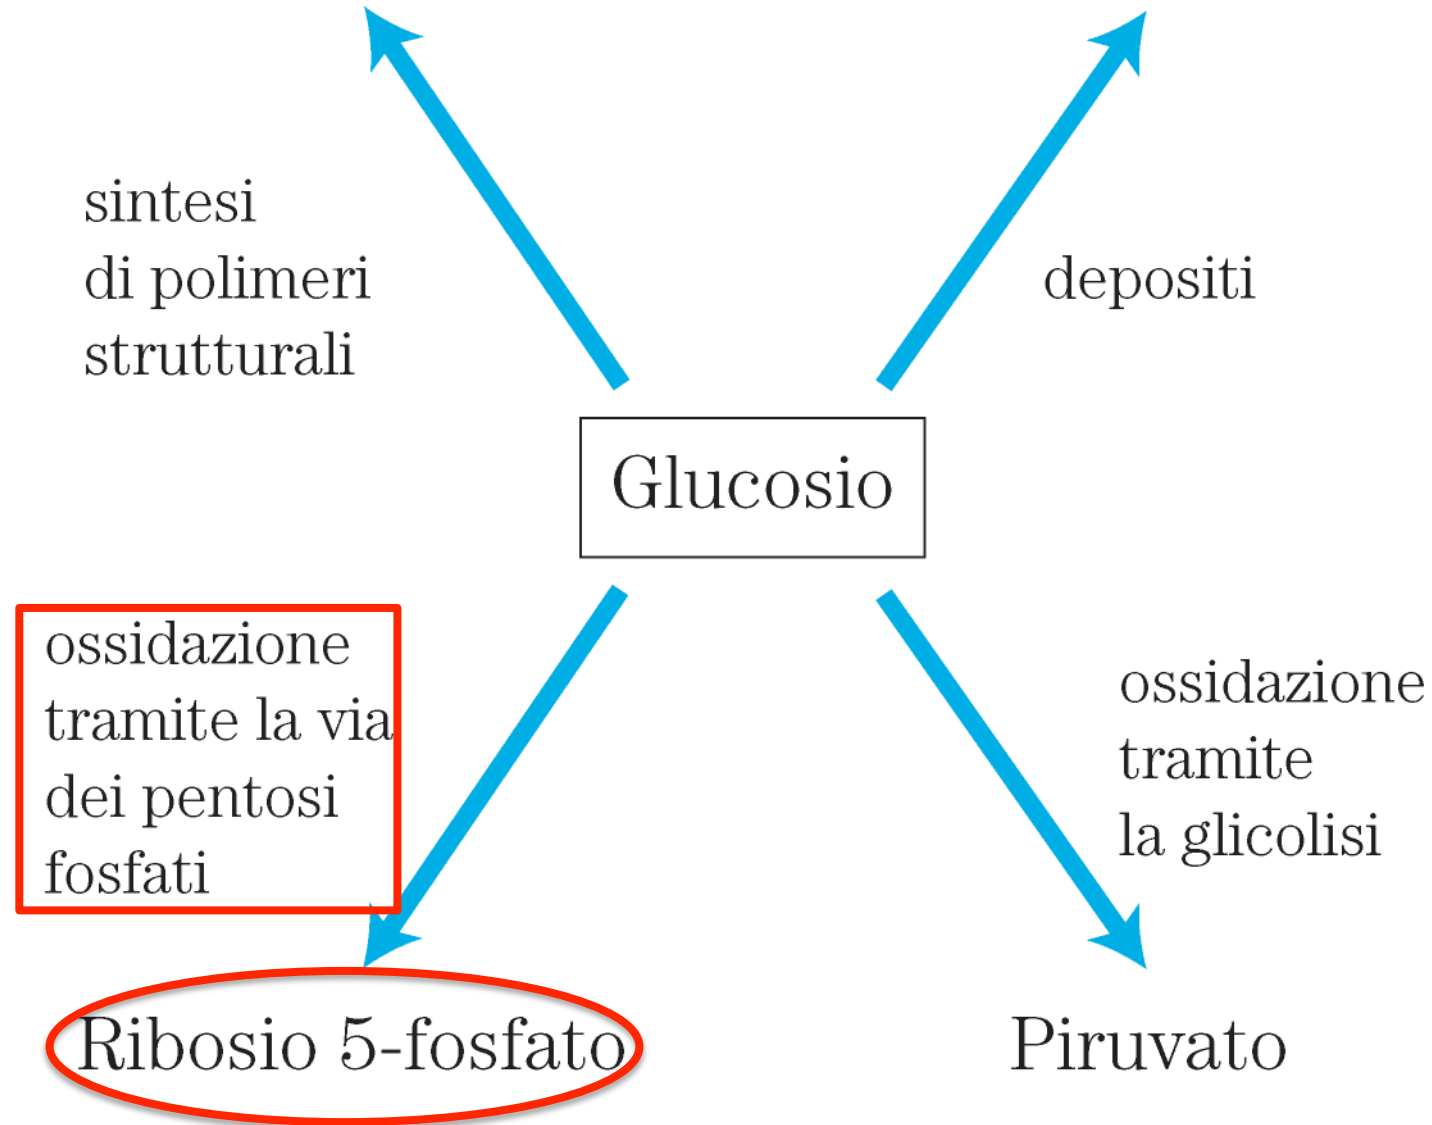 sintesi
di polimeri
strutturali
depositi
Glucosio
ossidazione
tramite la via
dei pentosi
fosfati
ossidazione
tramite
la glicolisi
Ribosio 5-fosfato
Piruvato